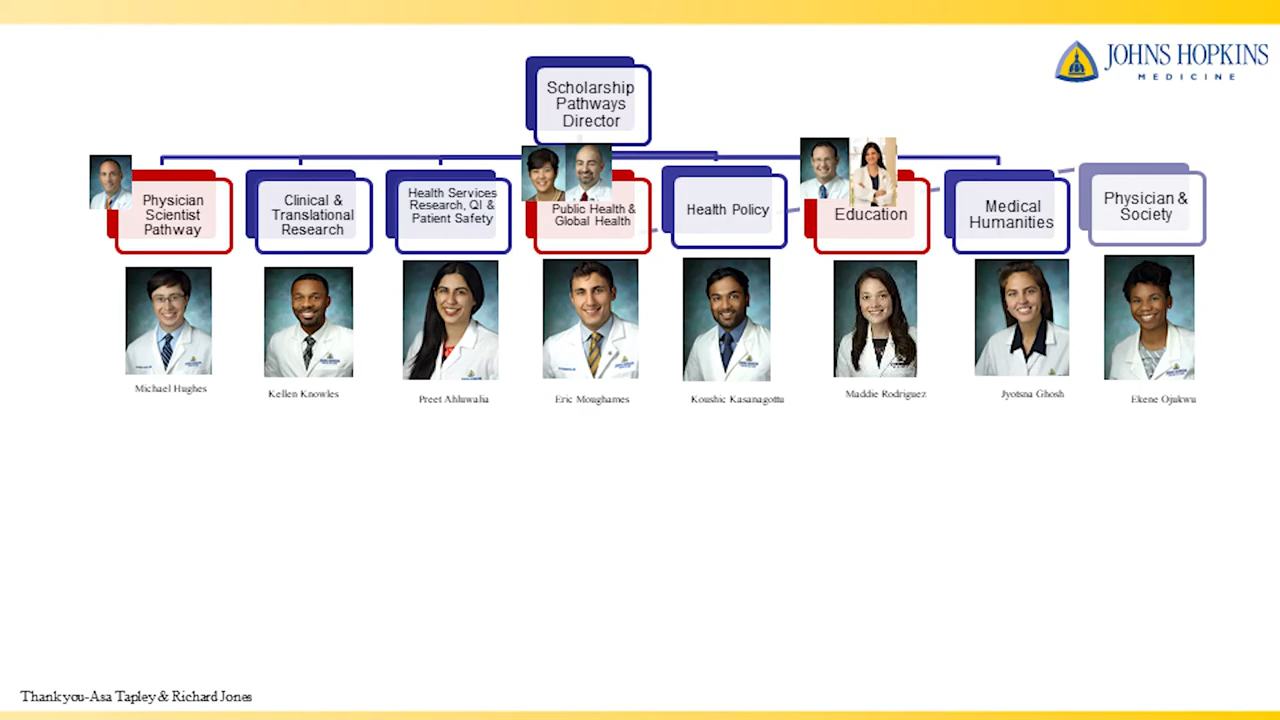 JOHNS HOPKINS
MEDICINE
Scholarship
Pathways
Director
Physician
Scientist
Pathway
Clinical &
Translational
Research
Health Services
Research, QI &
Patient Safety
Public Health &
Global Health
Health Policy
Education
Medical
Humanities
Physician &
Society
Michael Hughes
Kellen Knowles
Preet Ahluwalia
Eric Moughames
Koushic Kasanagottu
Maddie Rodriguez
Jyotsna Ghosh
Ekene Ojukwu
Thank you-Asa Tapley & Richard Jones